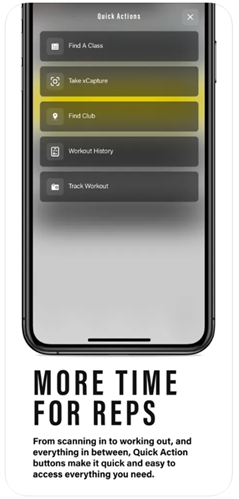 Quick Actions
Find A Class
Take xCapture
Find Club
Workout History
Track Workout
MORE TIME
FOR REPS
From scanning in to working out, and
everything in between, Quick Action
buttons make it quick and easy to
access everything you need.